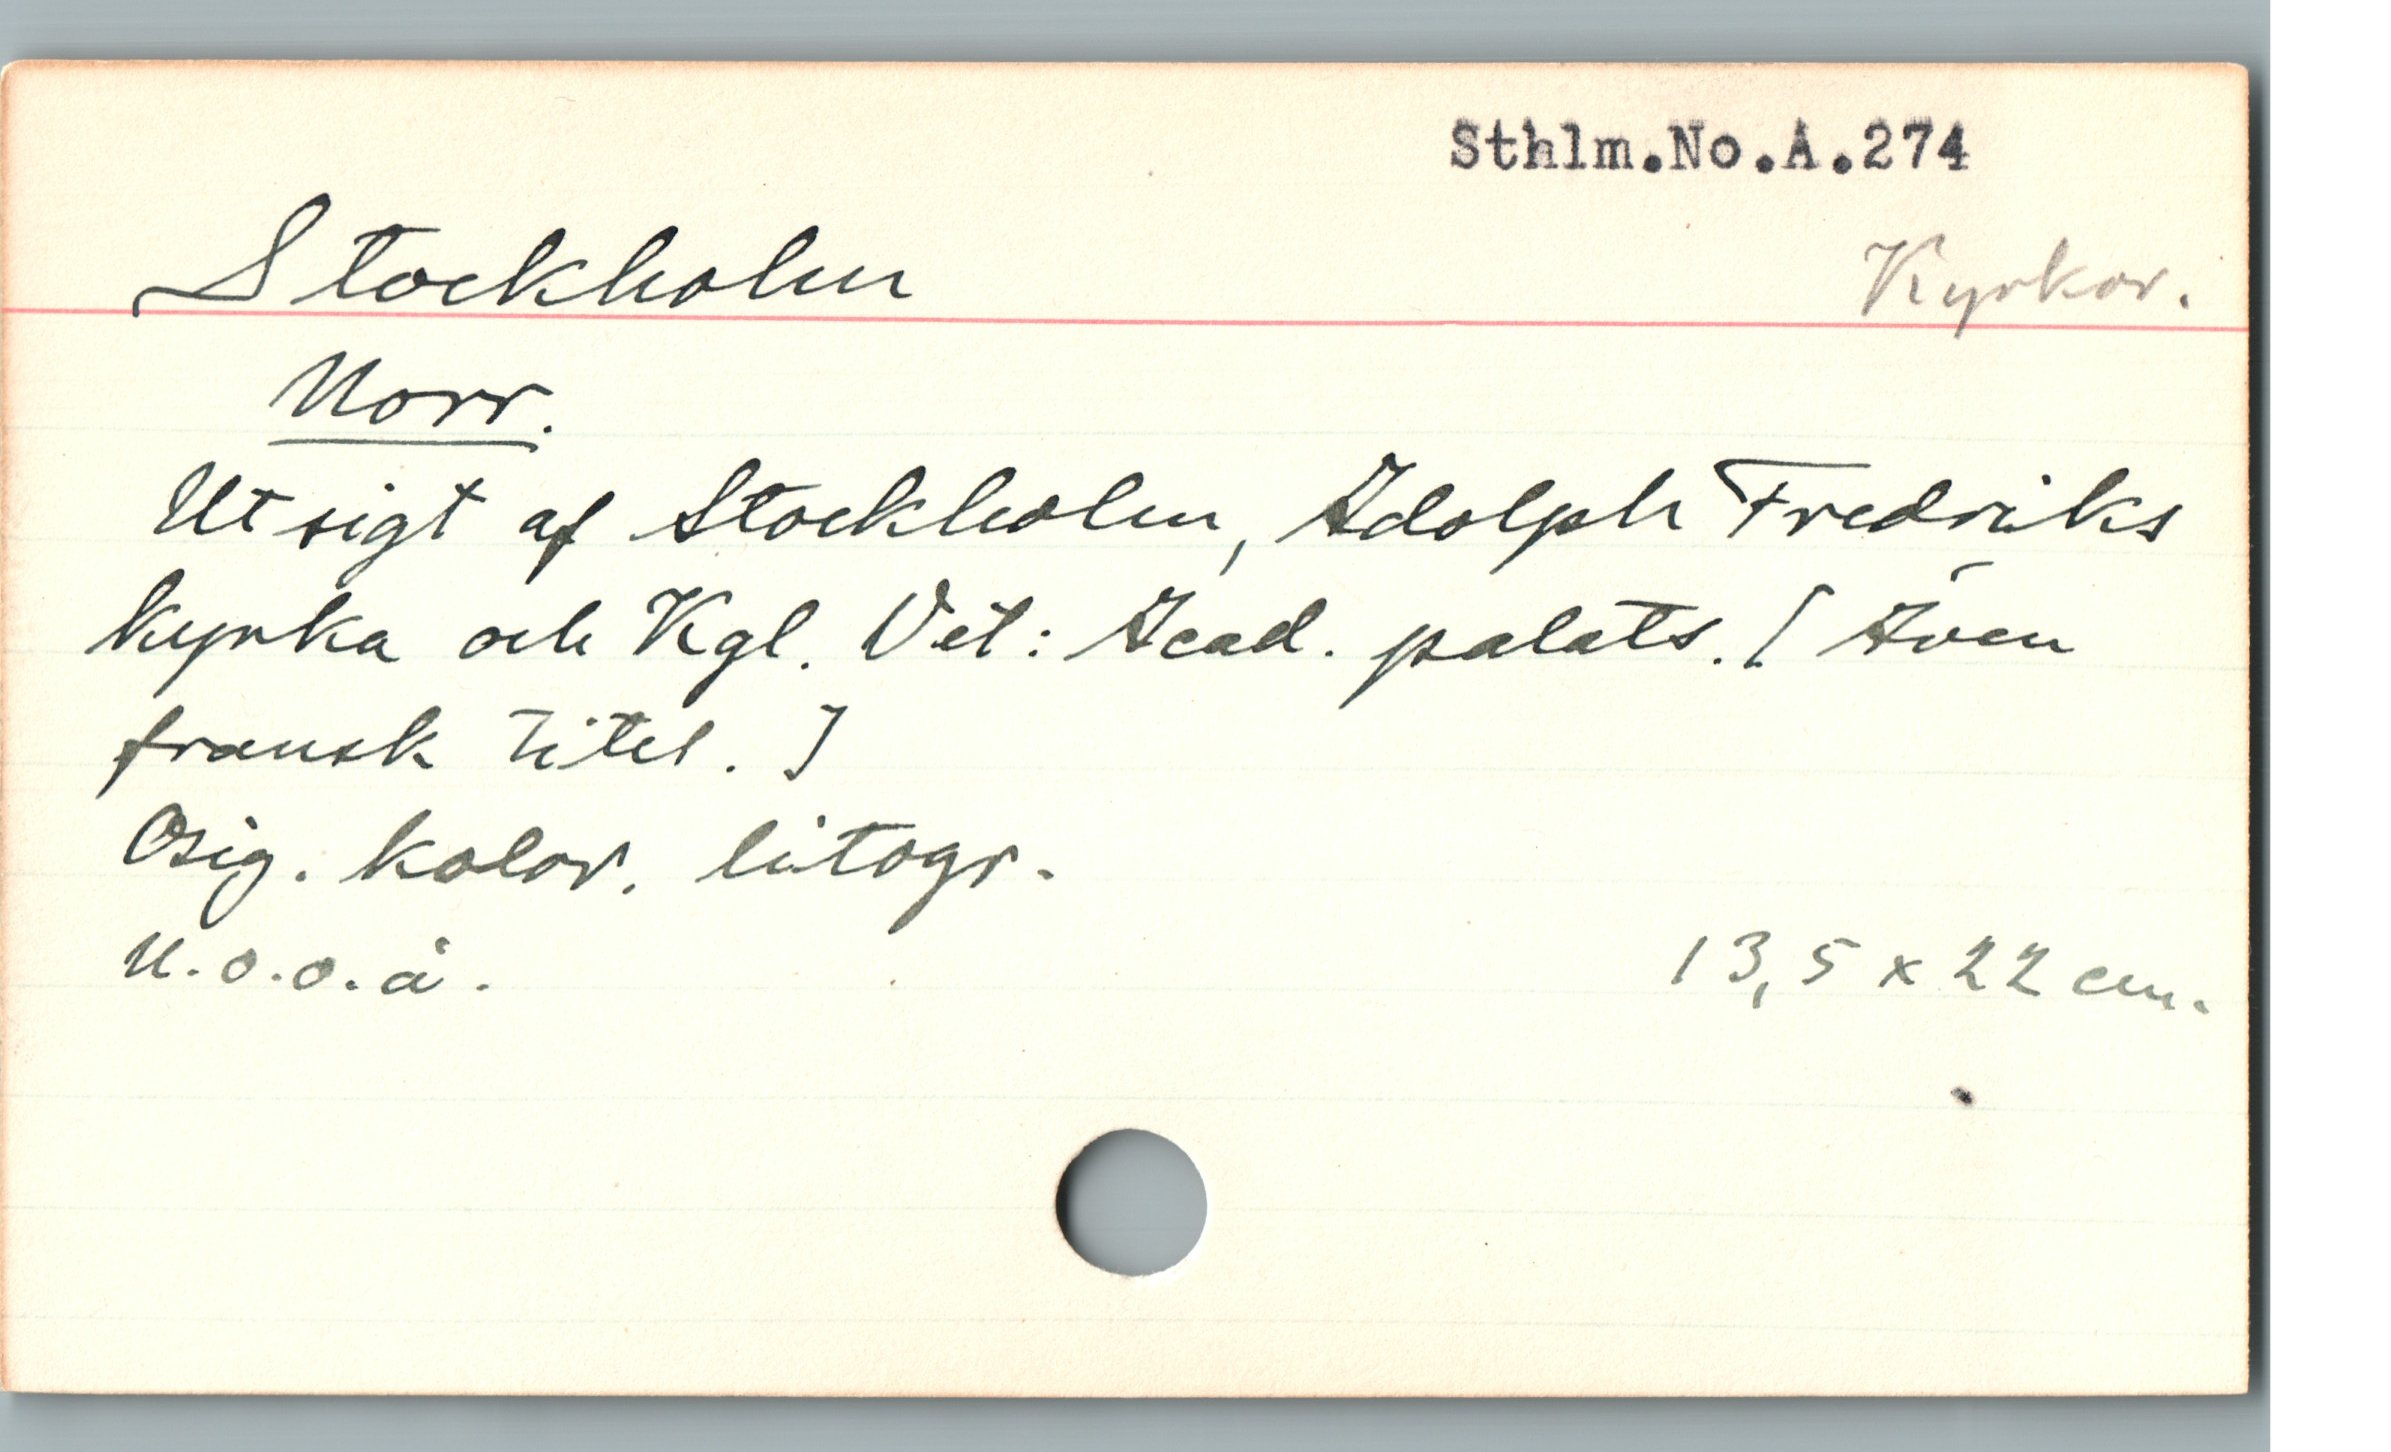 Sthlm.No.A.274
Stockholm
Kyrkor.
Norr.
Utsigt af Stockholm, Adolph Fredriks
kyrka och Kgl. Vet: Acad. palats. [Även
fransk titel.]
Orig. kolor. litogr.
U.o.o.å.
13,5 x 22 cm.